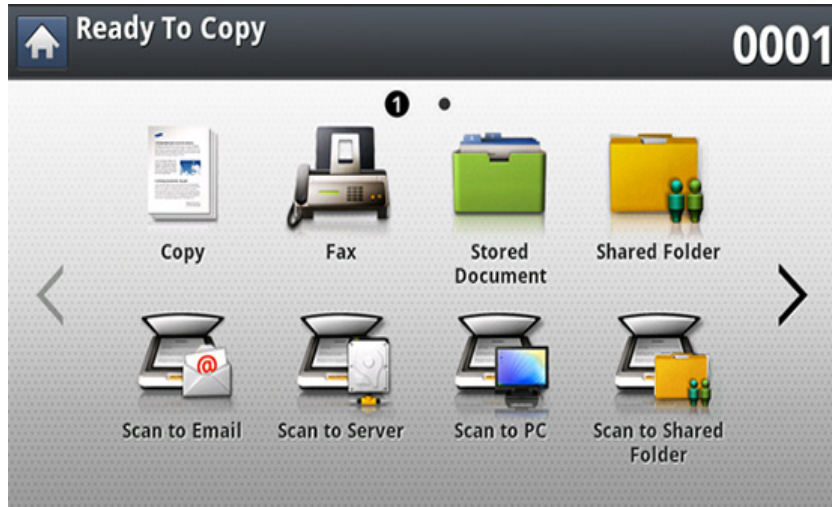 Ready To Copy
0001
1
Copy
Fax
Stored
Document
Shared Folder
Scan to Email
Scan to Server
Scan to PC
Scan to Shared
Folder